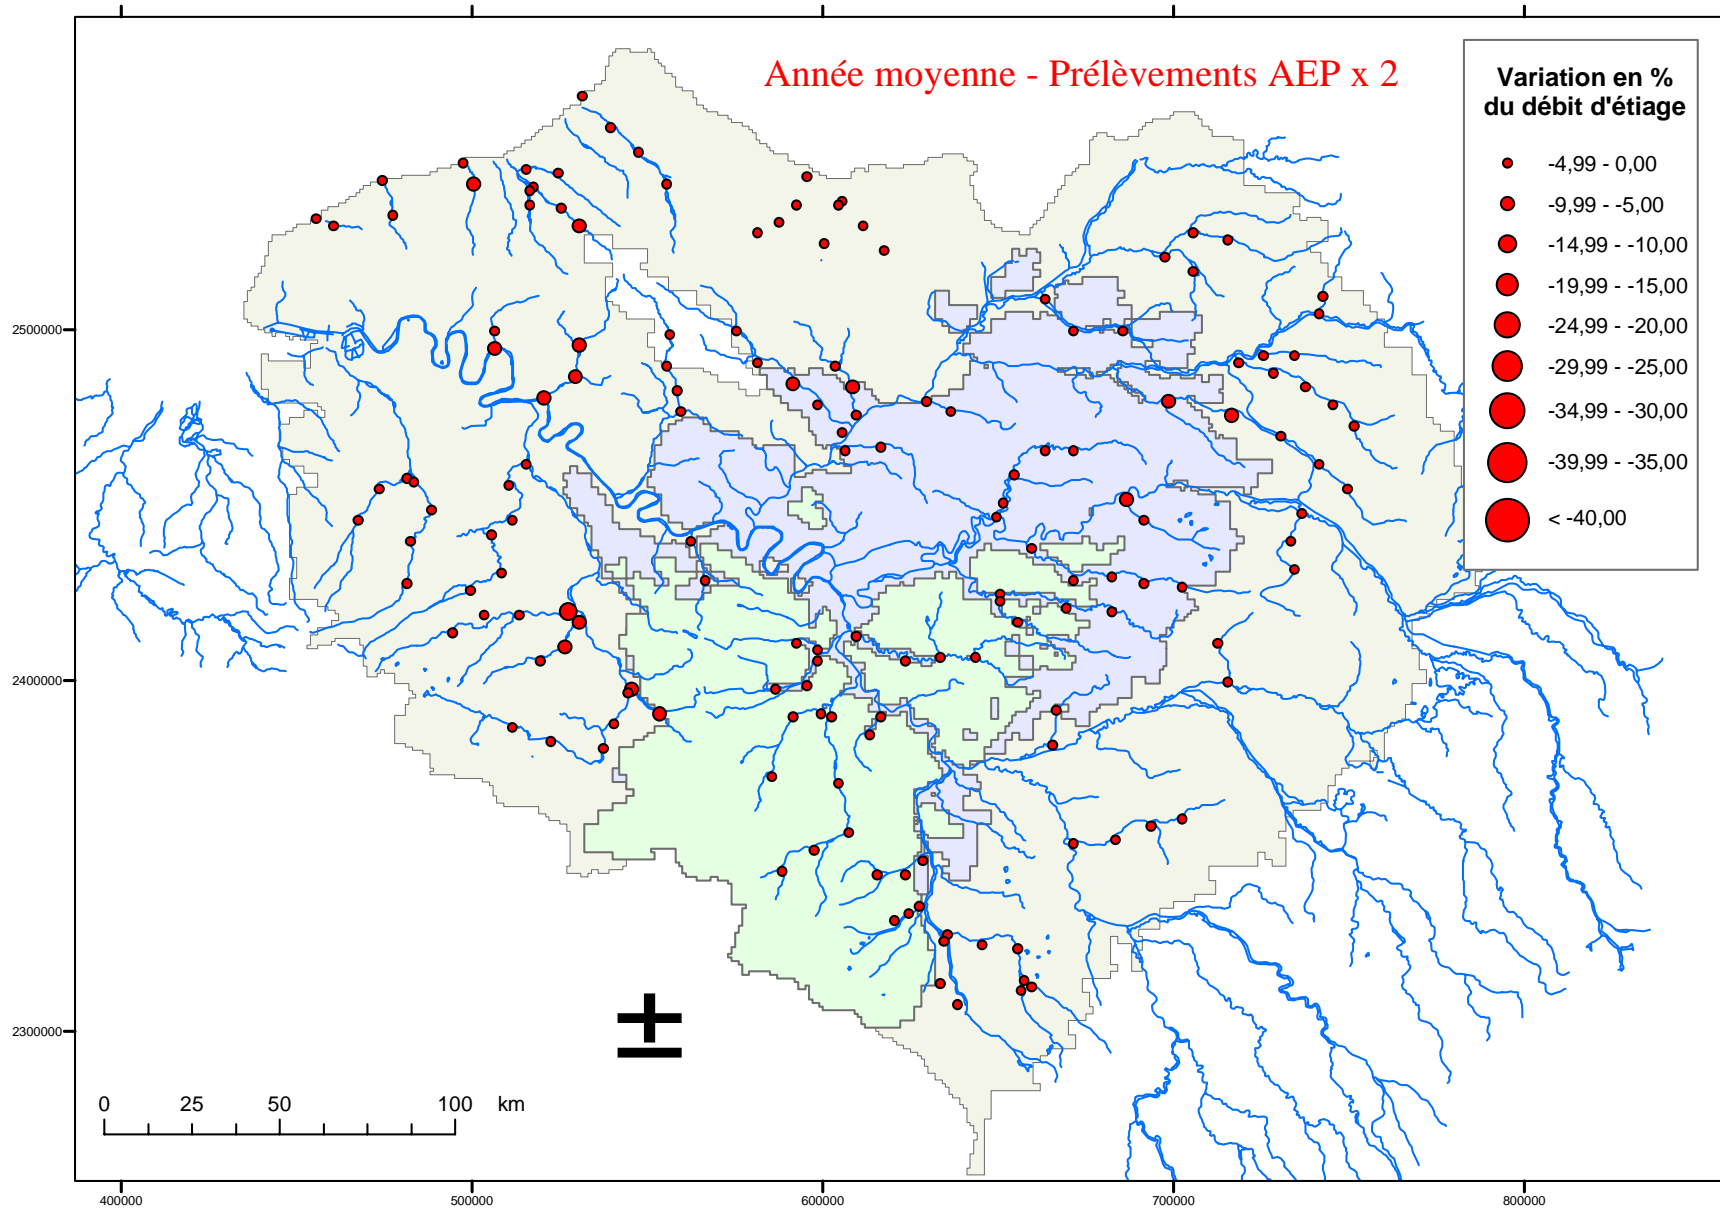 Année moyenne - Prélèvements AEP x 2
Variation en %
du débit d'étiage
-4,99 - 0,00
-9,99 - -5,00
-14,99 - -10,00
-19,99 - -15,00
-24,99 - -20,00
-29,99 - -25,00
-34,99 - -30,00
-39,99 - -35,00
< -40,00
2500000
2400000
2300000
±
0 25 50 100 km
400000 500000 600000 700000 800000